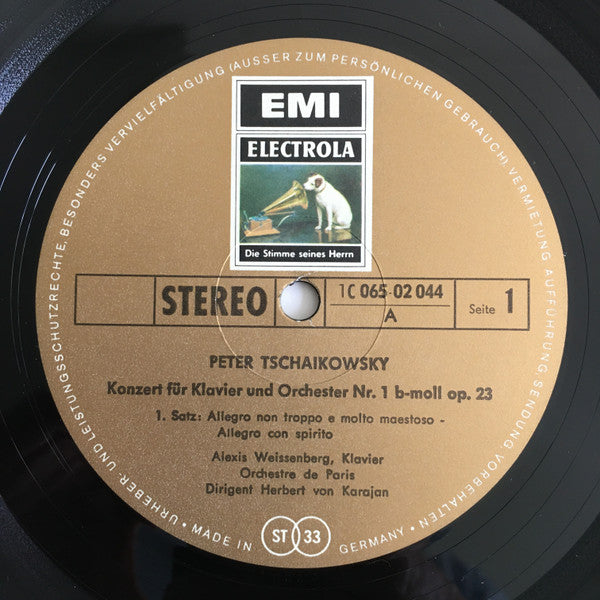 URHEBER- UND LEISTUNGSSCHUTZRECHTE, BESONDERS VERVIELFÄLTIGUNG (AUSSER ZUM PERSÖNLICHEN GEBRAUCH), VERMIETUNG, AUFFÜHRUNG, SENDUNG, VORBEHALTEN •
EMI
ELECTROLA
Die Stimme seines Herrn
STEREO
1C 065-02 044
A
Seite 1
PETER TSCHAIKOWSKY
Konzert für Klavier und Orchester Nr. 1 b-moll op. 23
1. Satz: Allegro non troppo e molto maestoso -
Allegro con spirito
Alexis Weissenberg, Klavier
Orchestre de Paris
Dirigent Herbert von Karajan
• MADE IN
ST 33
GERMANY •